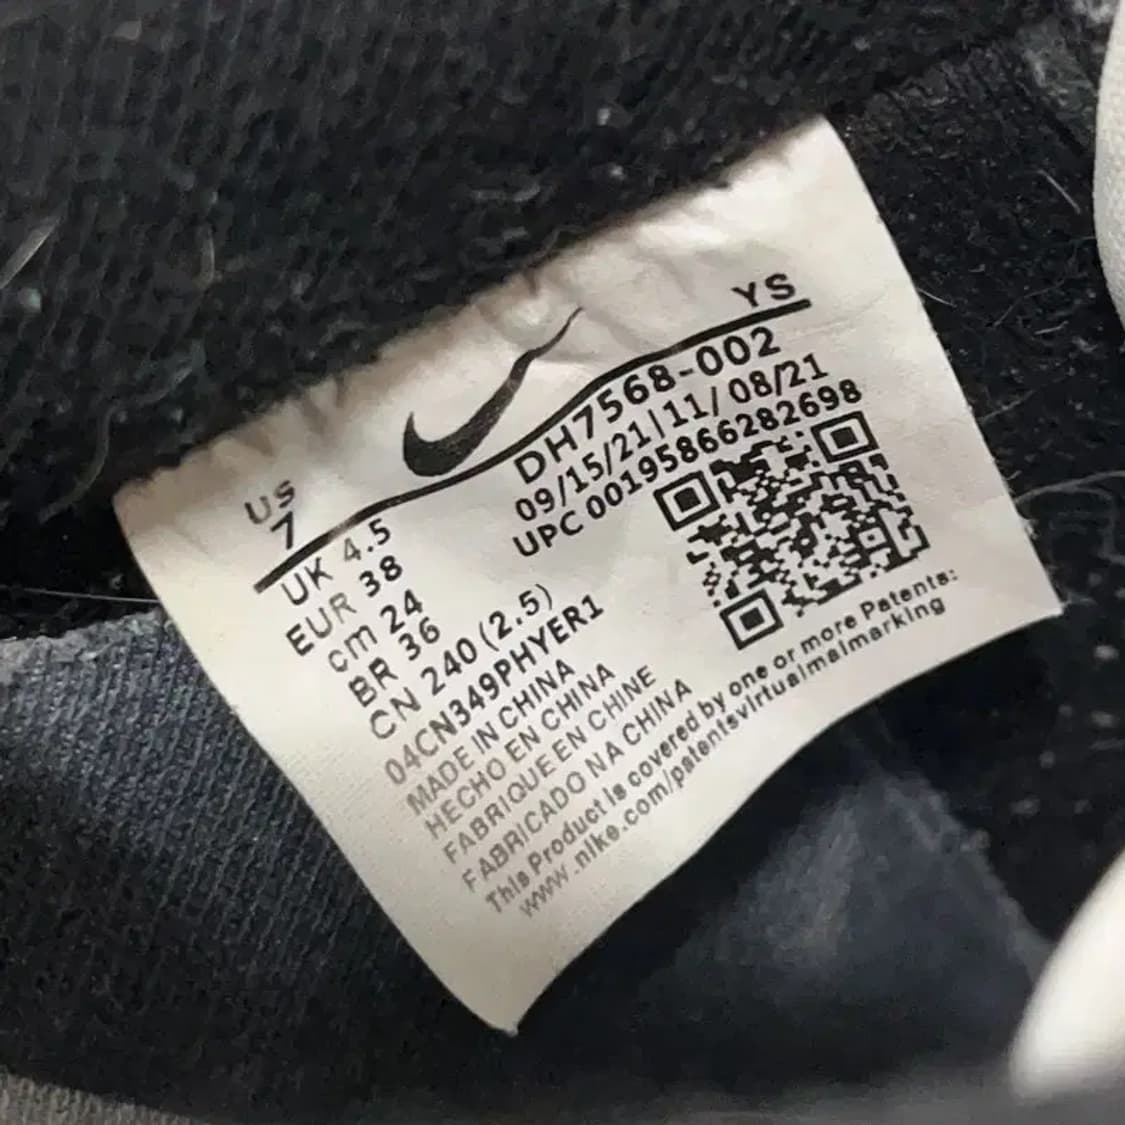 YS
US
7
UK 4.5
EUR 38
cm 24
BR 36
CN 240 (2.5)
04CN349PHYER1
MADE IN CHINA
HECHO EN CHINA
FABRIQUE EN CHINE
FABRICADO NA CHINA
This Product is covered by one or more Patents:
www.nike.com/patentsvirtualmalmarking
DH7568-002
09/15/21|11/08/21
UPC 00195866282698